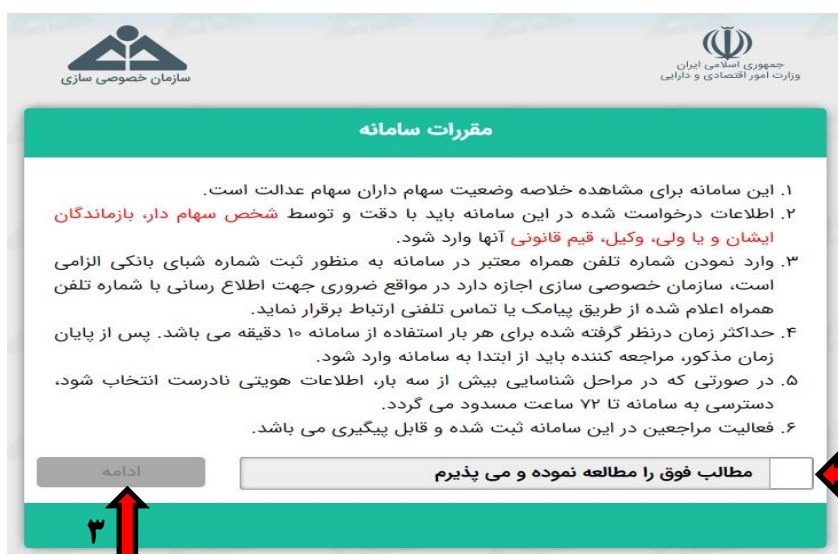 سازمان خصوصی سازی
جمهوری اسلامی ایران
وزارت امور اقتصادی و دارایی
مقررات سامانه
۱. این سامانه برای مشاهده خلاصه وضعیت سهام داران سهام عدالت است.
۲. اطلاعات درخواست شده در این سامانه باید با دقت و توسط شخص سهام دار، بازماندگان
ایشان و یا ولی، وکیل، قیم قانونی آنها وارد شود.
۳. وارد نمودن شماره تلفن همراه معتبر در سامانه به منظور ثبت شماره شبای بانکی الزامی
است، سازمان خصوصی سازی اجازه دارد در مواقع ضروری جهت اطلاع رسانی با شماره تلفن
همراه اعلام شده از طریق پیامک یا تماس تلفنی ارتباط برقرار نماید.
۴. حداکثر زمان درنظر گرفته شده برای هر بار استفاده از سامانه ۱۰ دقیقه می باشد. پس از پایان
زمان مذکور، مراجعه کننده باید از ابتدا به سامانه وارد شود.
۵. در صورتی که در مراحل شناسایی بیش از سه بار، اطلاعات هویتی نادرست انتخاب شود،
دسترسی به سامانه تا ۷۲ ساعت مسدود می گردد.
۶. فعالیت مراجعین در این سامانه ثبت شده و قابل پیگیری می باشد.
مطالب فوق را مطالعه نموده و می پذیرم
ادامه
۳